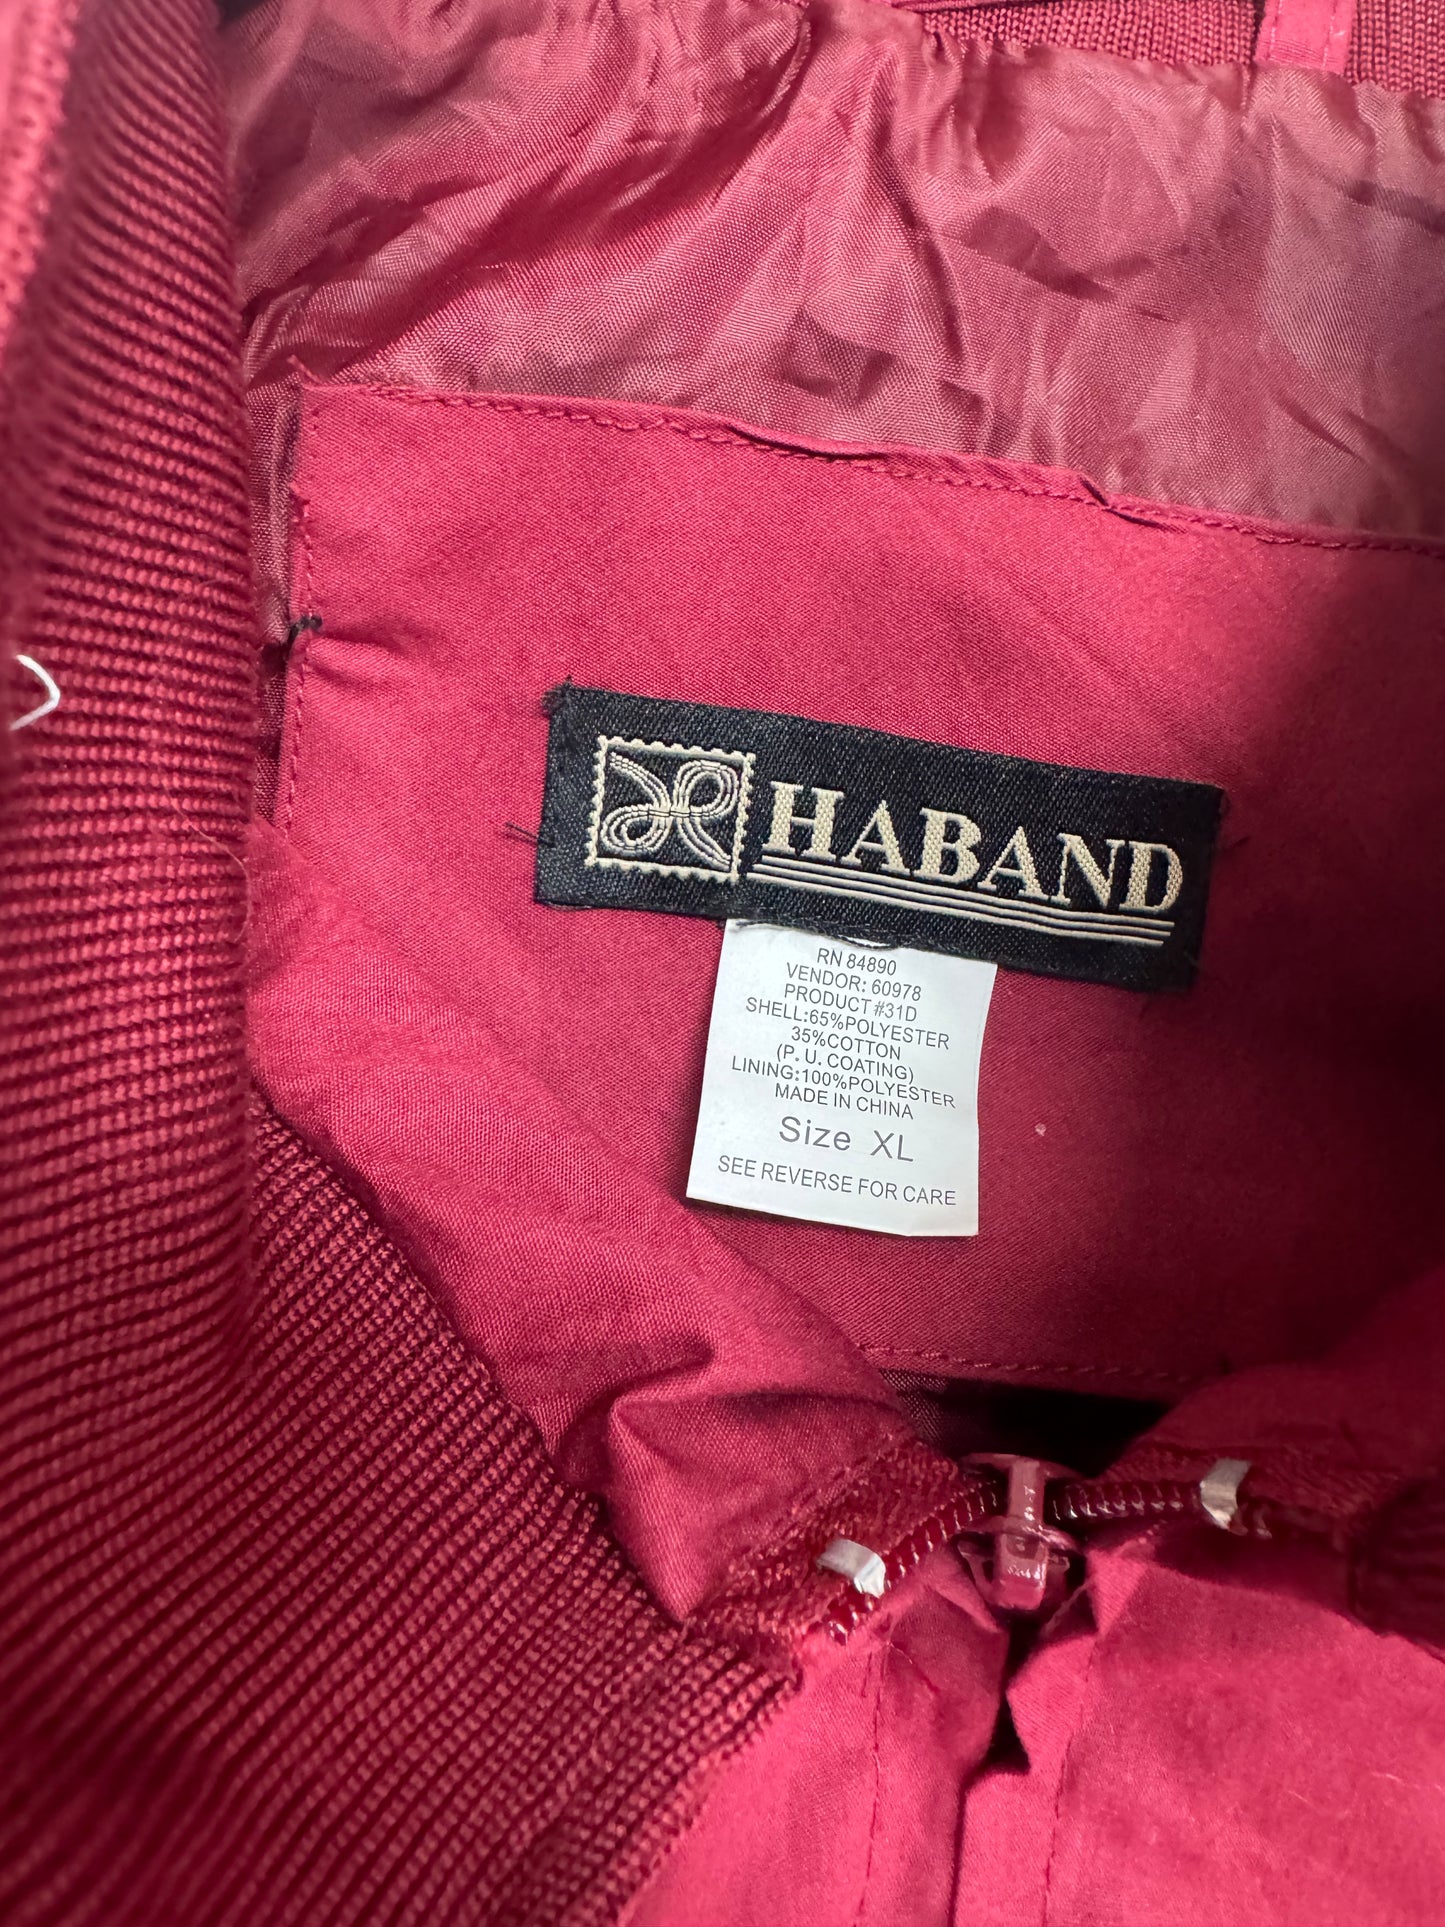 HABAND
RN 84890
VENDOR: 60978
PRODUCT #31D
SHELL:65%POLYESTER
35%COTTON
(P. U. COATING)
LINING:100%POLYESTER
MADE IN CHINA
Size XL
SEE REVERSE FOR CARE